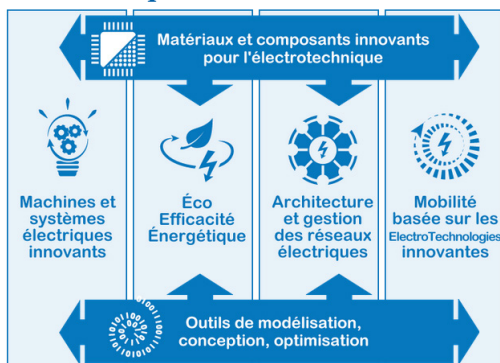 Matériaux et composants innovants
pour l'électrotechnique
Machines et
systèmes
électriques
innovants
Éco
Efficacité
Énergétique
Architecture
et gestion
des réseaux
électriques
Mobilité
basée sur les
ElectroTechnologies
innovantes
Outils de modélisation,
conception, optimisation